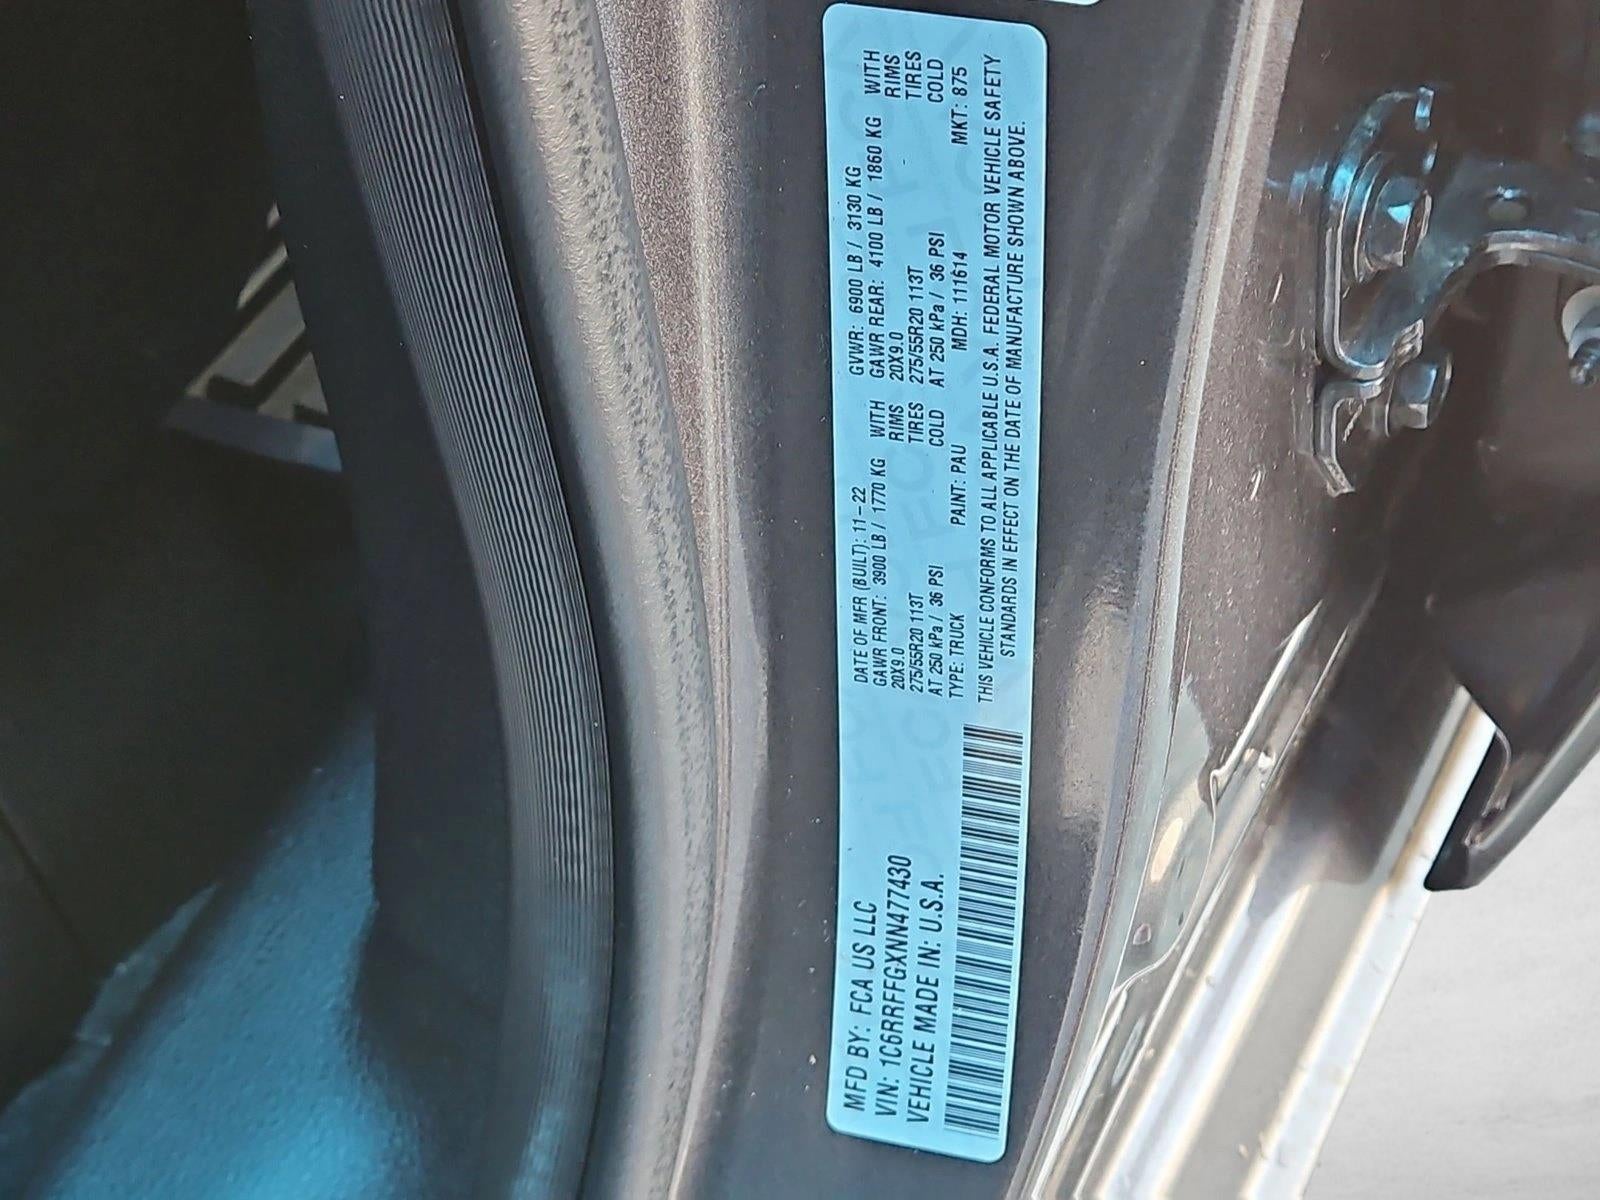 MFD BY: FCA US LLC
VIN: 1C6RRFFGXNN477430
VEHICLE MADE IN: U.S.A.
DATE OF MFR (BUILT): 11-22 GVWR: 6900 LB / 3130 KG
GAWR FRONT: 3900 LB / 1770 KG WITH GAWR REAR: 4100 LB / 1860 KG WITH
20X9.0 RIMS 20X9.0 RIMS
275/55R20 113T TIRES 275/55R20 113T TIRES
AT 250 kPa / 36 PSI COLD AT 250 kPa / 36 PSI COLD
TYPE: TRUCK PAINT: PAU MDH: 111614 MKT: 875
THIS VEHICLE CONFORMS TO ALL APPLICABLE U.S.A. FEDERAL MOTOR VEHICLE SAFETY
STANDARDS IN EFFECT ON THE DATE OF MANUFACTURE SHOWN ABOVE.